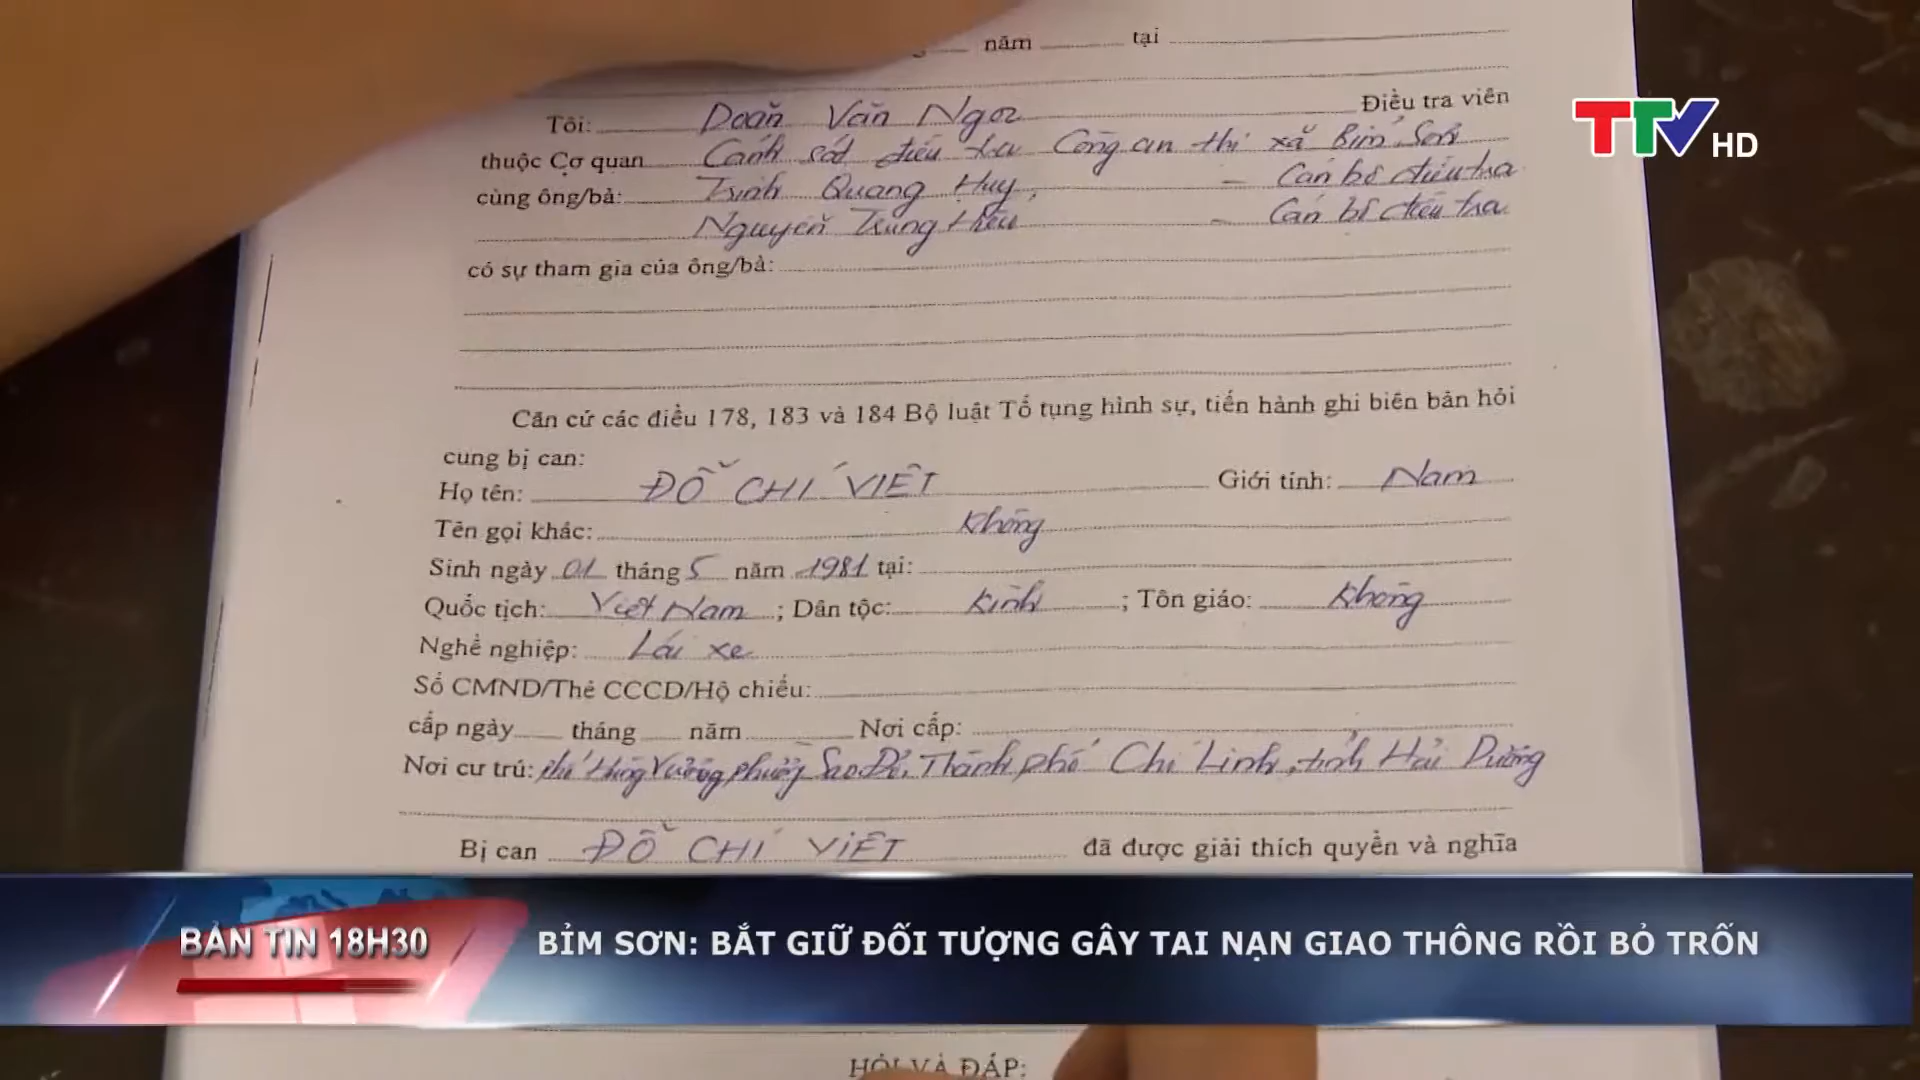 năm tại
Tôi: Doãn Văn Ngọc Điều tra viên
TTV HD
thuộc Cơ quan Cảnh sát điều tra Công an thị xã Bỉm Sơn
cùng ông/bà: Trịnh Quang Huy, - Cán bộ điều tra
Nguyễn Trung Hiếu - Cán bộ điều tra
có sự tham gia của ông/bà:
Căn cứ các điều 178, 183 và 184 Bộ luật Tố tụng hình sự, tiến hành ghi biên bản hỏi
cung bị can:
Họ tên: ĐỖ CHÍ VIỆT Giới tính: Nam
Tên gọi khác: Không
Sinh ngày 01 tháng 5 năm 1981 tại:
Quốc tịch: Việt Nam; Dân tộc: Kinh; Tôn giáo: Không
Nghề nghiệp: Lái xe
Số CMND/Thẻ CCCD/Hộ chiếu:
cấp ngày tháng năm Nơi cấp:
Nơi cư trú: phố Hùng Vương, phường Sao Đỏ, Thành phố Chí Linh, tỉnh Hải Dương
Bị can ĐỖ CHÍ VIỆT đã được giải thích quyền và nghĩa
BẢN TIN 18H30
BỈM SƠN: BẮT GIỮ ĐỐI TƯỢNG GÂY TAI NẠN GIAO THÔNG RỒI BỎ TRỐN
HỎI VÀ ĐÁP: